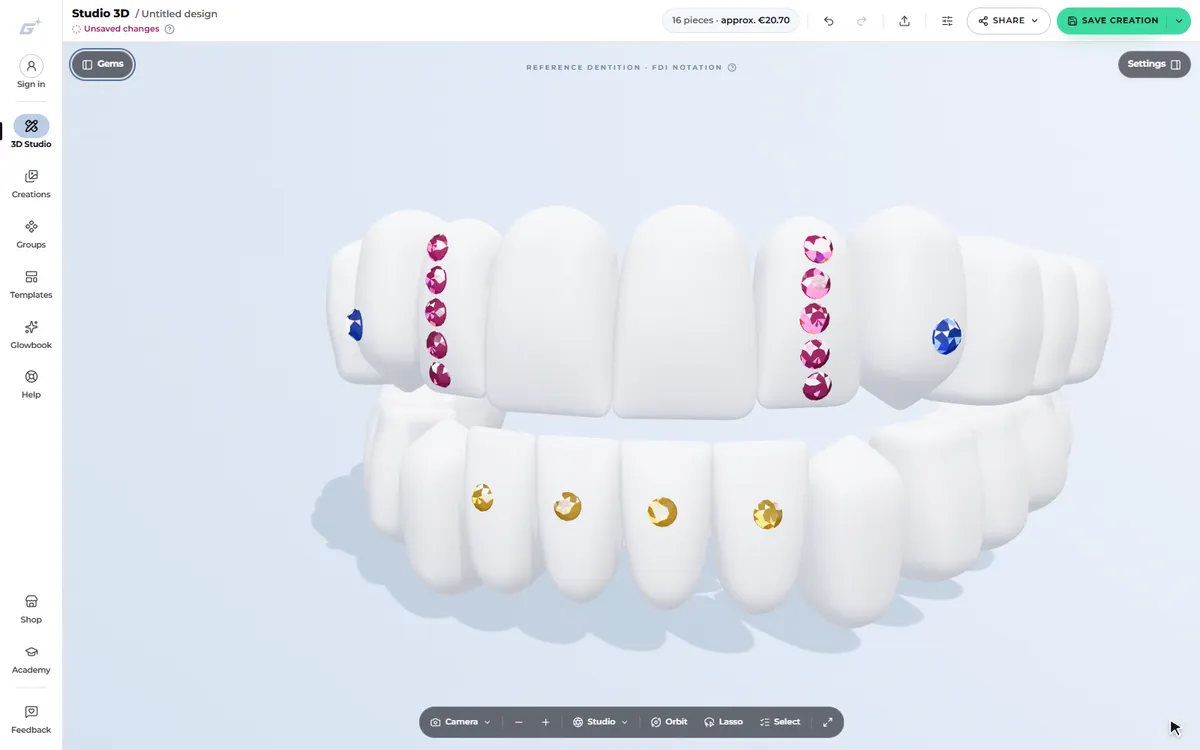 Studio 3D / Untitled design
Unsaved changes
16 pieces · approx. €20.70
SHARE
SAVE CREATION
Sign in
3D Studio
Creations
Groups
Templates
Glowbook
Help
Shop
Academy
Feedback
Gems
REFERENCE DENTITION - FDI NOTATION
Settings
Camera
Studio
Orbit
Lasso
Select